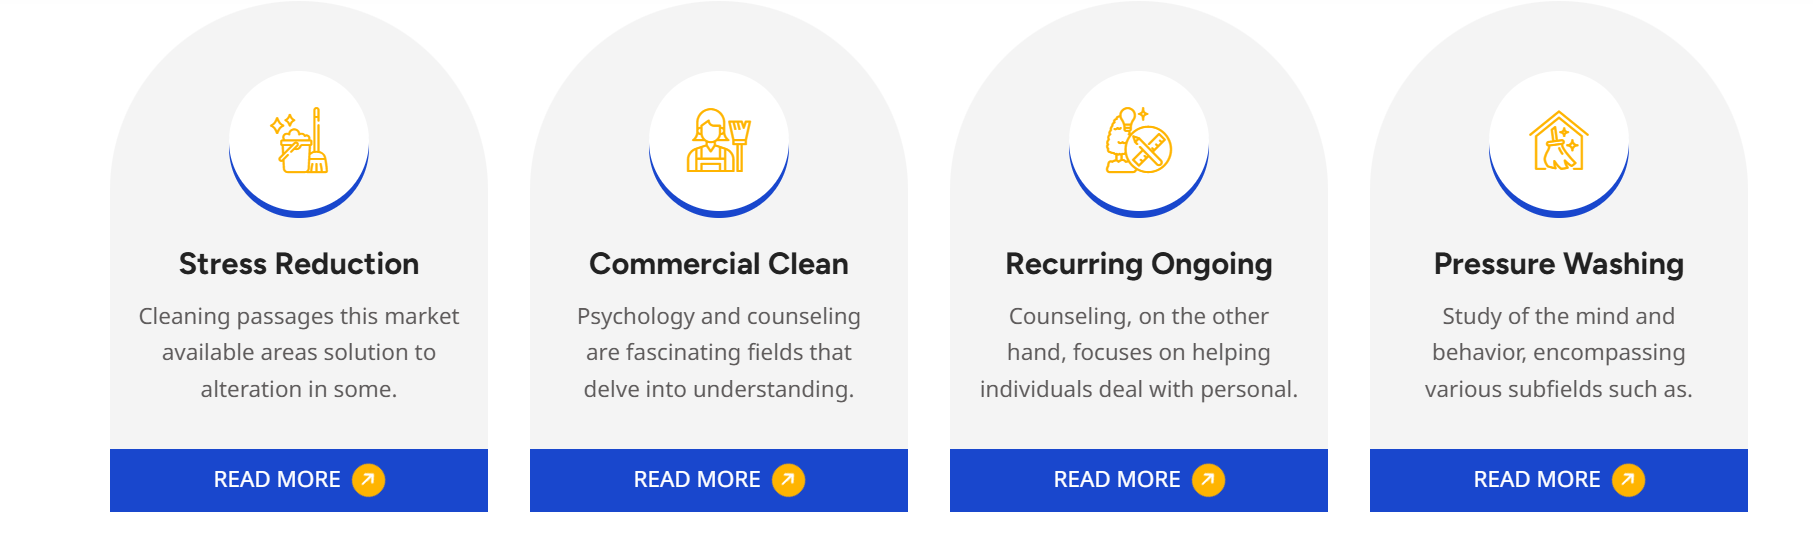 Stress Reduction
Cleaning passages this market
available areas solution to
alteration in some.
READ MORE
Commercial Clean
Psychology and counseling
are fascinating fields that
delve into understanding.
READ MORE
Recurring Ongoing
Counseling, on the other
hand, focuses on helping
individuals deal with personal.
READ MORE
Pressure Washing
Study of the mind and
behavior, encompassing
various subfields such as.
READ MORE